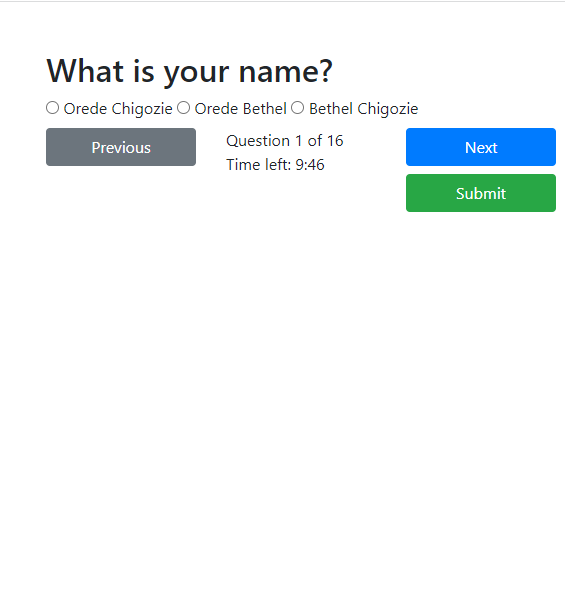 What is your name?
Orede Chigozie Orede Bethel Bethel Chigozie
Previous
Question 1 of 16
Time left: 9:46
Next
Submit